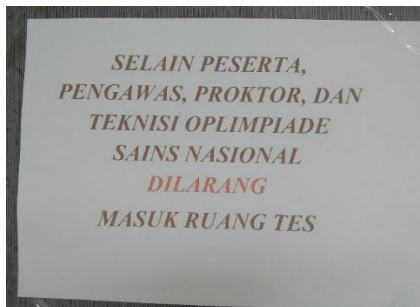 SELAIN PESERTA,
PENGAWAS, PROKTOR, DAN
TEKNISI OPLIMPIADE
SAINS NASIONAL
DILARANG
MASUK RUANG TES